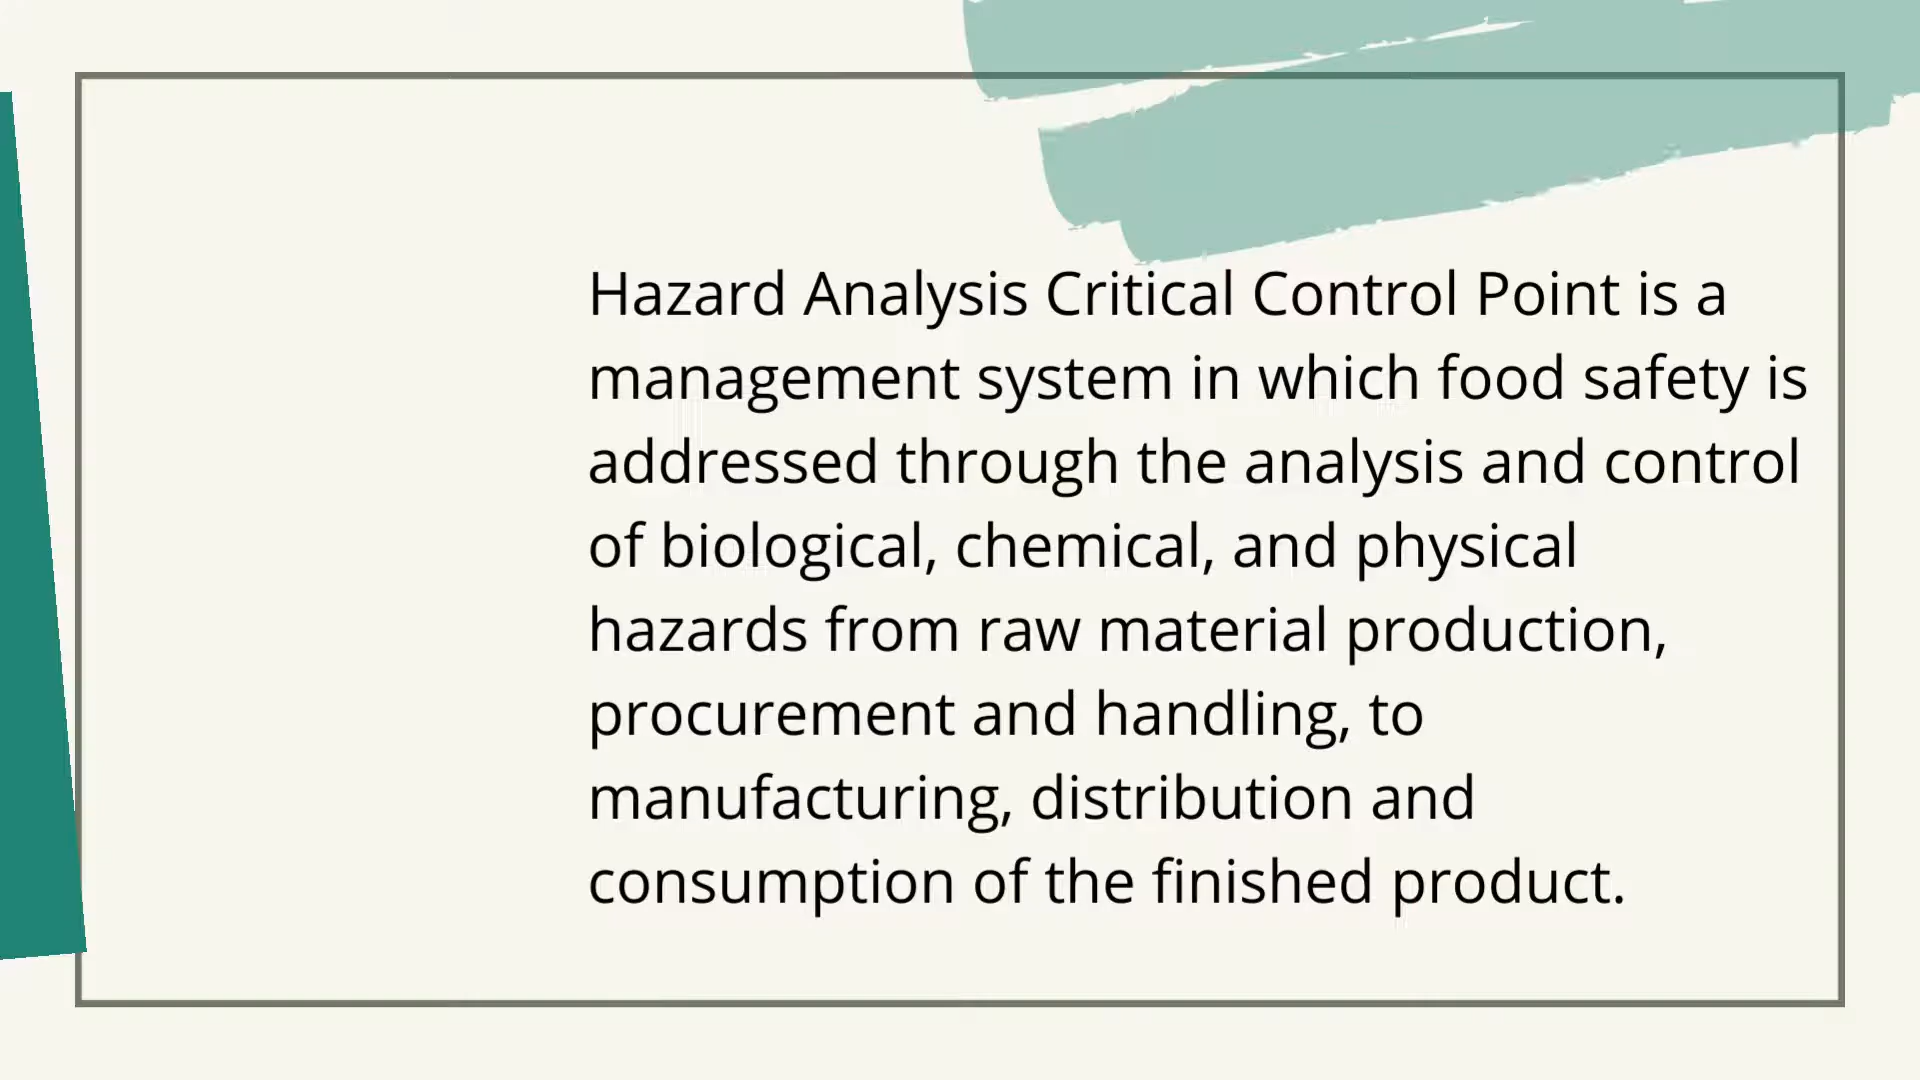 Hazard Analysis Critical Control Point is a
management system in which food safety is
addressed through the analysis and control
of biological, chemical, and physical
hazards from raw material production,
procurement and handling, to
manufacturing, distribution and
consumption of the finished product.